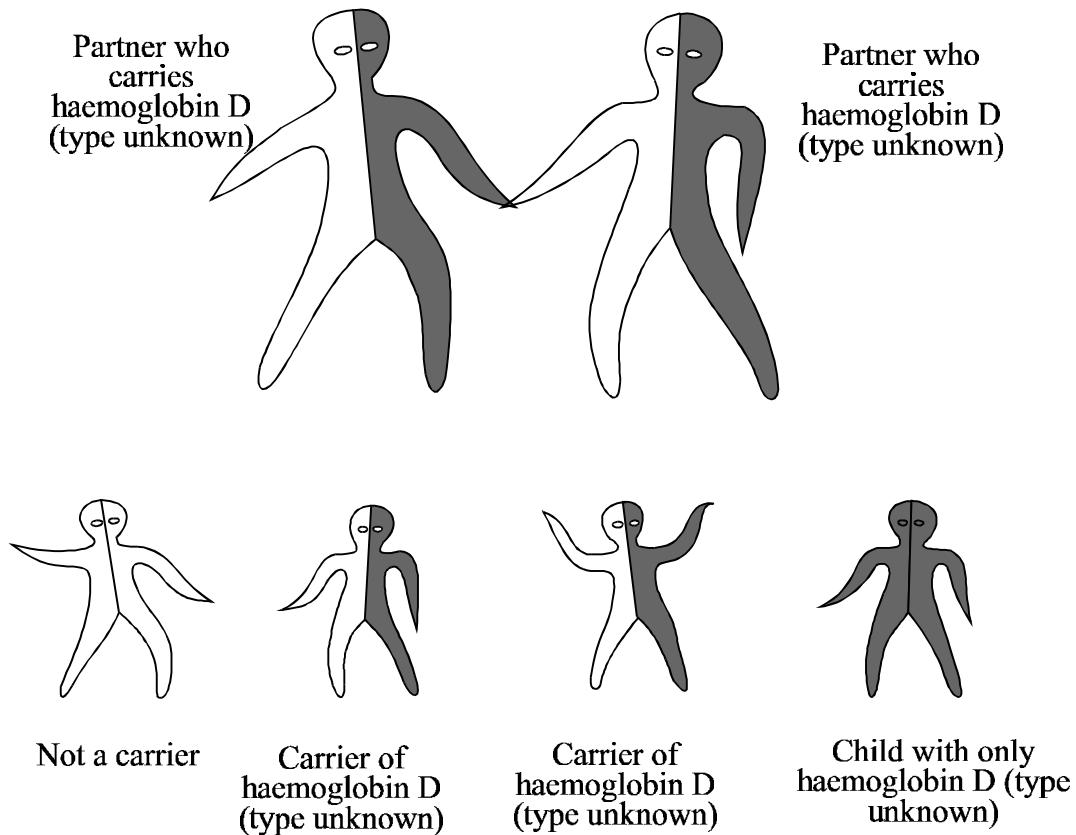 Partner who
carries
haemoglobin D
(type unknown)
Partner who
carries
haemoglobin D
(type unknown)
Not a carrier
Carrier of
haemoglobin D
(type unknown)
Carrier of
haemoglobin D
(type unknown)
Child with only
haemoglobin D (type
unknown)